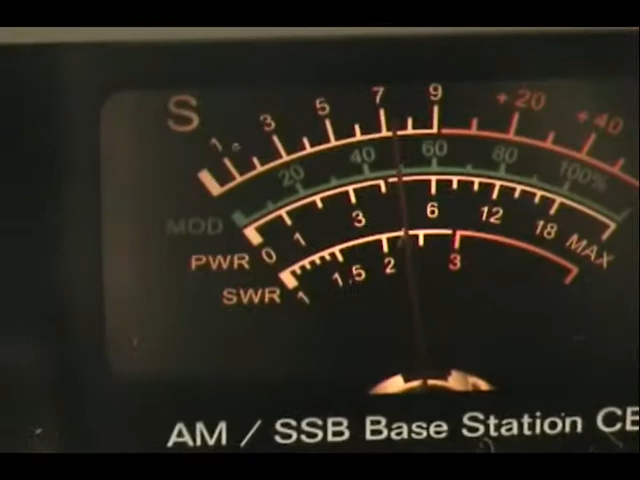 S 1 3 5 7 9 +20 +40
MOD 20 40 60 80 100%
PWR 0 1 3 6 12 18 MAX
SWR 1 1.5 2 3
AM / SSB Base Station CB